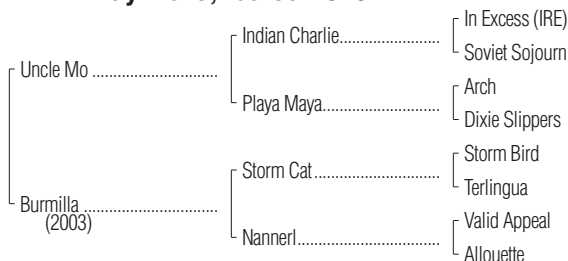 In Excess (IRE)
Indian Charlie
Soviet Sojourn
Uncle Mo
Arch
Playa Maya
Dixie Slippers
Storm Bird
Storm Cat
Terlingua
Burmilla
(2003)
Valid Appeal
Nannerl
Allouette